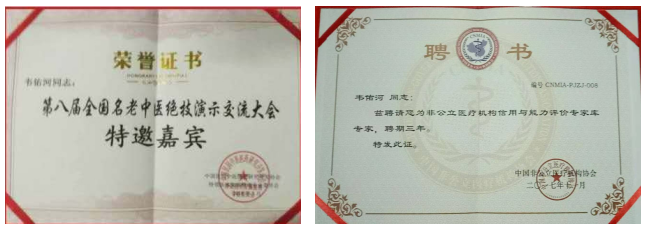 荣誉证书
韦佑河同志：
第八届全国名老中医绝技演示交流大会
特邀嘉宾
聘 书
CNMIA
编号 CNMIA-PJZJ-008
韦佑河 同志：
兹聘请您为非公立医疗机构信用与能力评价专家库
专家，聘期三年。
特发此证。
中国非公立医疗机构协会